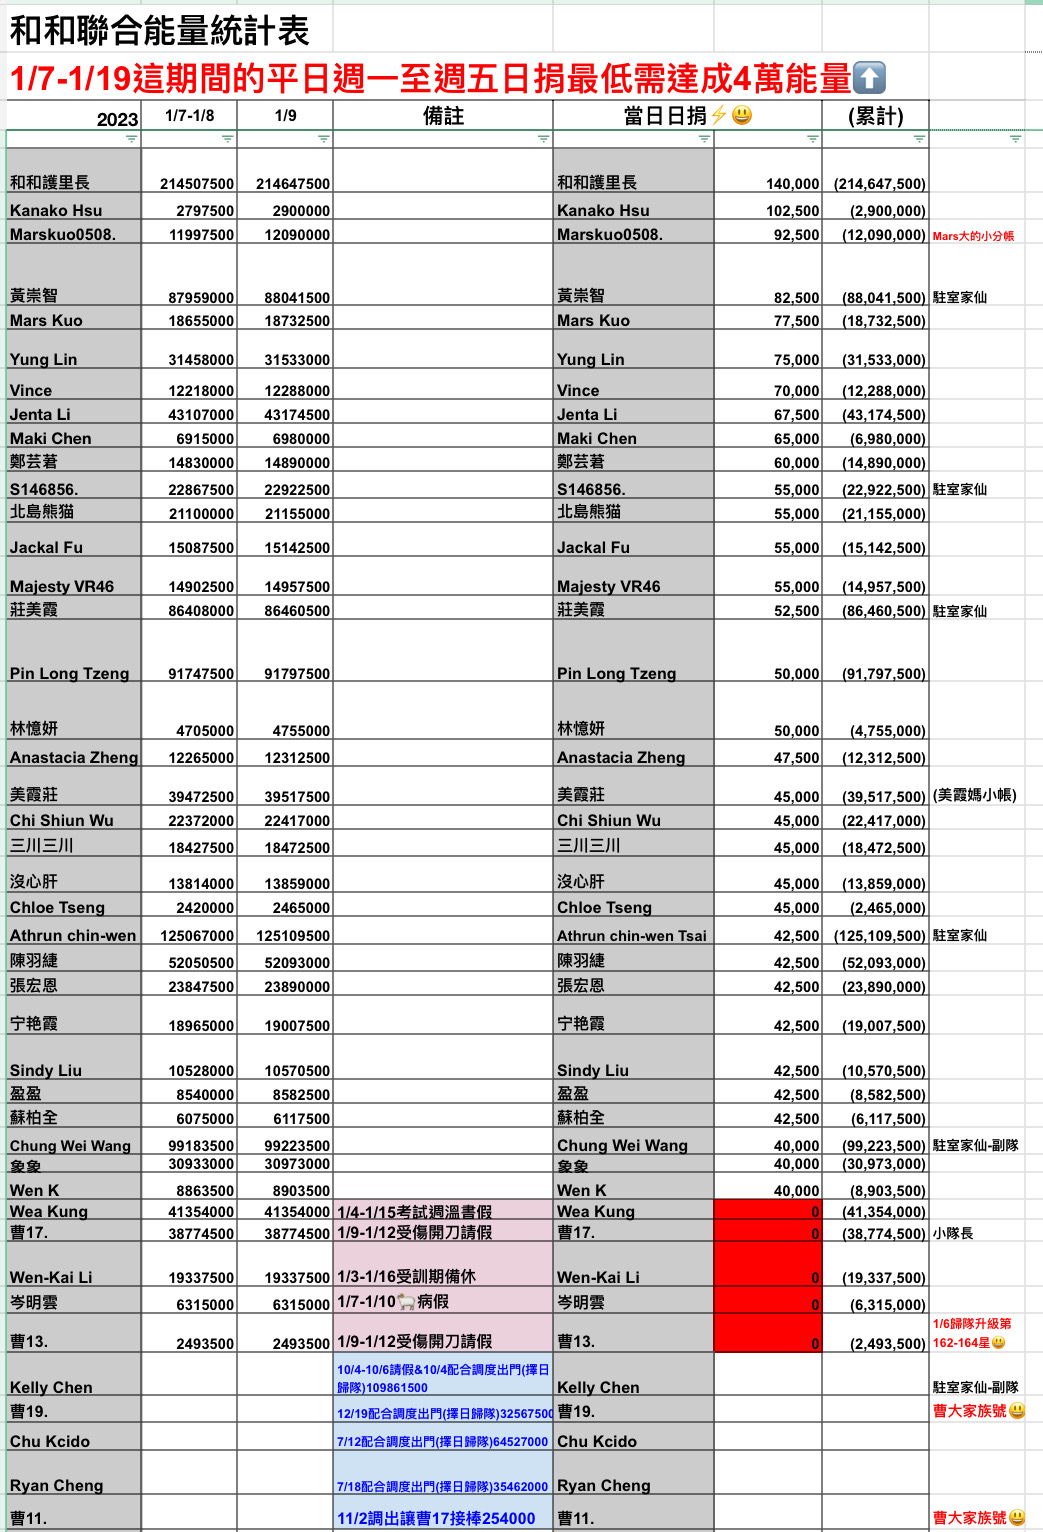 和和聯合能量統計表
1/7-1/19這期間的平日週一至週五日捐最低需達成4萬能量⬆️
2023 1/7-1/8 1/9 備註 當日日捐⚡😃 (累計)
和和護里長 214507500 214647500 和和護里長 140,000 (214,647,500)
Kanako Hsu 2797500 2900000 Kanako Hsu 102,500 (2,900,000)
Marskuo0508. 11997500 12090000 Marskuo0508. 92,500 (12,090,000) Mars大的小分帳
黃崇智 87959000 88041500 黃崇智 82,500 (88,041,500) 駐室家仙
Mars Kuo 18655000 18732500 Mars Kuo 77,500 (18,732,500)
Yung Lin 31458000 31533000 Yung Lin 75,000 (31,533,000)
Vince 12218000 12288000 Vince 70,000 (12,288,000)
Jenta Li 43107000 43174500 Jenta Li 67,500 (43,174,500)
Maki Chen 6915000 6980000 Maki Chen 65,000 (6,980,000)
鄭芸莙 14830000 14890000 鄭芸莙 60,000 (14,890,000)
S146856. 22867500 22922500 S146856. 55,000 (22,922,500) 駐室家仙
北島熊猫 21100000 21155000 北島熊猫 55,000 (21,155,000)
Jackal Fu 15087500 15142500 Jackal Fu 55,000 (15,142,500)
Majesty VR46 14902500 14957500 Majesty VR46 55,000 (14,957,500)
莊美霞 86408000 86460500 莊美霞 52,500 (86,460,500) 駐室家仙
Pin Long Tzeng 91747500 91797500 Pin Long Tzeng 50,000 (91,797,500)
林憶妍 4705000 4755000 林憶妍 50,000 (4,755,000)
Anastacia Zheng 12265000 12312500 Anastacia Zheng 47,500 (12,312,500)
美霞莊 39472500 39517500 美霞莊 45,000 (39,517,500) (美霞媽小帳)
Chi Shiun Wu 22372000 22417000 Chi Shiun Wu 45,000 (22,417,000)
三川三川 18427500 18472500 三川三川 45,000 (18,472,500)
沒心肝 13814000 13859000 沒心肝 45,000 (13,859,000)
Chloe Tseng 2420000 2465000 Chloe Tseng 45,000 (2,465,000)
Athrun chin-wen 125067000 125109500 Athrun chin-wen Tsai 42,500 (125,109,500) 駐室家仙
陳羽緁 52050500 52093000 陳羽緁 42,500 (52,093,000)
張宏恩 23847500 23890000 張宏恩 42,500 (23,890,000)
宁艳霞 18965000 19007500 宁艳霞 42,500 (19,007,500)
Sindy Liu 10528000 10570500 Sindy Liu 42,500 (10,570,500)
盈盈 8540000 8582500 盈盈 42,500 (8,582,500)
蘇柏全 6075000 6117500 蘇柏全 42,500 (6,117,500)
Chung Wei Wang 99183500 99223500 Chung Wei Wang 40,000 (99,223,500) 駐室家仙-副隊
象象 30933000 30973000 象象 40,000 (30,973,000)
Wen K 8863500 8903500 Wen K 40,000 (8,903,500)
Wea Kung 41354000 41354000 1/4-1/15考試週溫書假 Wea Kung 0 (41,354,000)
曹17. 38774500 38774500 1/9-1/12受傷開刀請假 曹17. 0 (38,774,500) 小隊長
Wen-Kai Li 19337500 19337500 1/3-1/16受訓期備休 Wen-Kai Li 0 (19,337,500)
岑明雲 6315000 6315000 1/7-1/10🐑病假 岑明雲 0 (6,315,000)
1/6歸隊升級第
曹13. 2493500 2493500 1/9-1/12受傷開刀請假 曹13. 0 (2,493,500) 162-164星😃
10/4-10/6請假&10/4配合調度出門(擇日
Kelly Chen 歸隊)109861500 Kelly Chen 駐室家仙-副隊
曹19. 12/19配合調度出門(擇日歸隊)32567500 曹19. 曹大家族號😃
Chu Kcido 7/12配合調度出門(擇日歸隊)64527000 Chu Kcido
Ryan Cheng 7/18配合調度出門(擇日歸隊)35462000 Ryan Cheng
曹11. 11/2調出讓曹17接棒254000 曹11. 曹大家族號😃